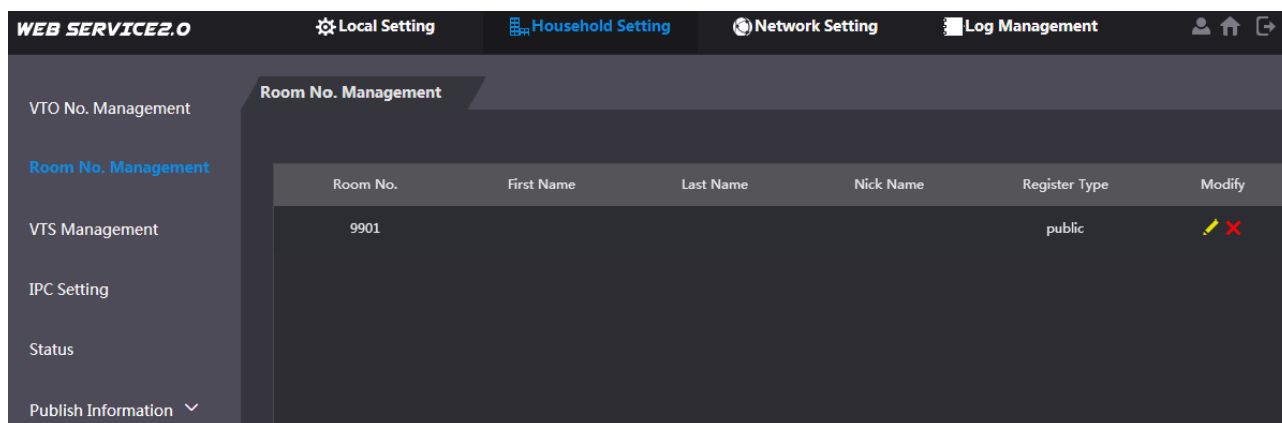 WEB SERVICE2.0 Local Setting Household Setting Network Setting Log Management
VTO No. Management
Room No. Management
VTS Management
IPC Setting
Status
Publish Information
Room No. Management
Room No. First Name Last Name Nick Name Register Type Modify
9901 public